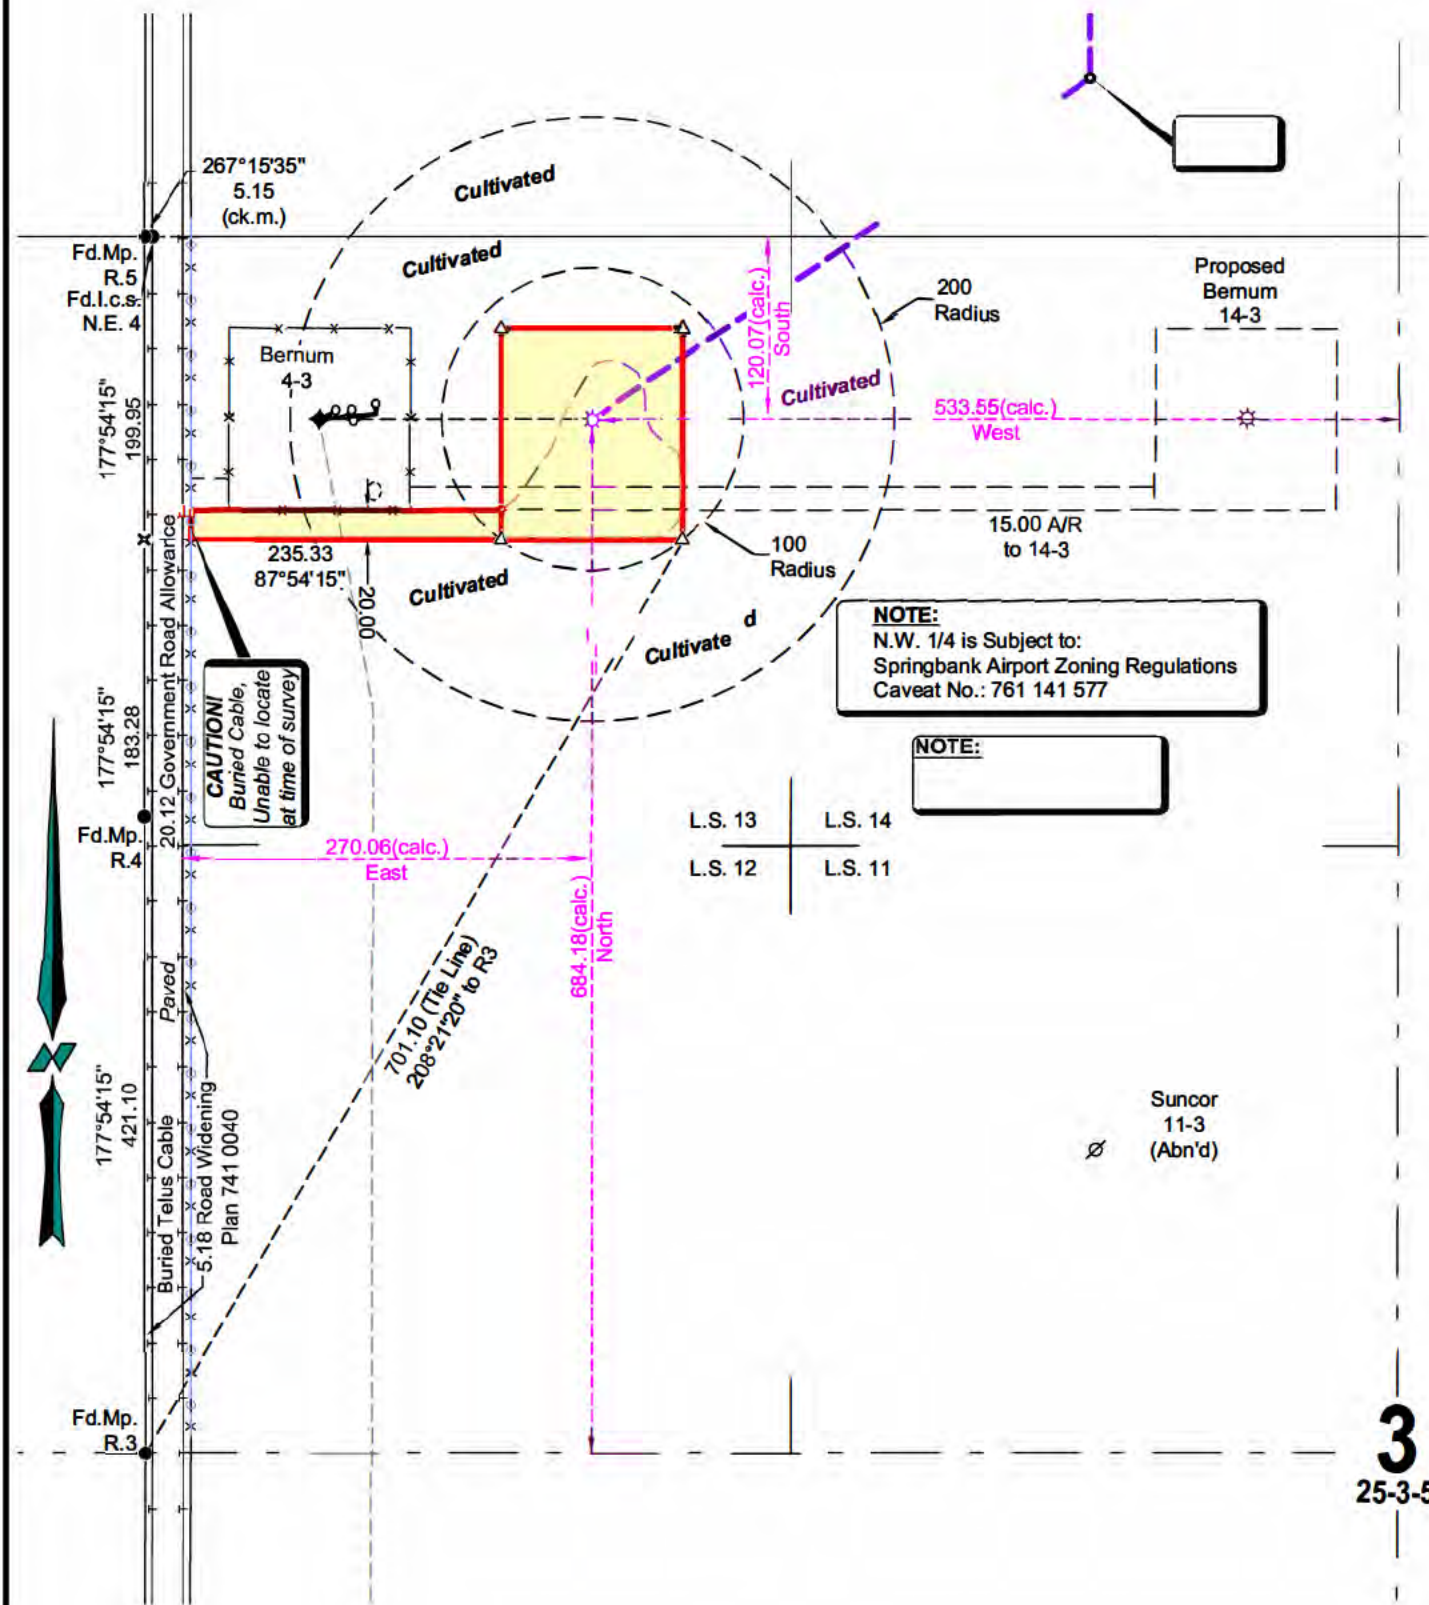 267°15'35"
5.15
(ck.m.)
Fd.Mp.
R.5
Fd.I.c.s.
N.E. 4
Cultivated
Cultivated
Bernum
4-3
120.07(calc.)
South
200
Radius
Proposed
Bernum
14-3
Cultivated
533.55(calc.)
West
177°54'15"
199.95
15.00 A/R
to 14-3
235.33
87°54'15"
20.00
100
Radius
Cultivated
Cultivate d
20.12 Government Road Allowance
CAUTION!
Buried Cable,
Unable to locate
at time of survey
NOTE:
N.W. 1/4 is Subject to:
Springbank Airport Zoning Regulations
Caveat No.: 761 141 577
NOTE:
177°54'15"
183.28
Fd.Mp.
R.4
270.06(calc.)
East
L.S. 13
L.S. 14
L.S. 12
L.S. 11
684.18(calc.)
North
701.10 (Tie Line)
208°21'20" to R3
Paved
177°54'15"
421.10
Buried Telus Cable
5.18 Road Widening
Plan 741 0040
Suncor
11-3
(Abn'd)
Fd.Mp.
R.3
3
25-3-5